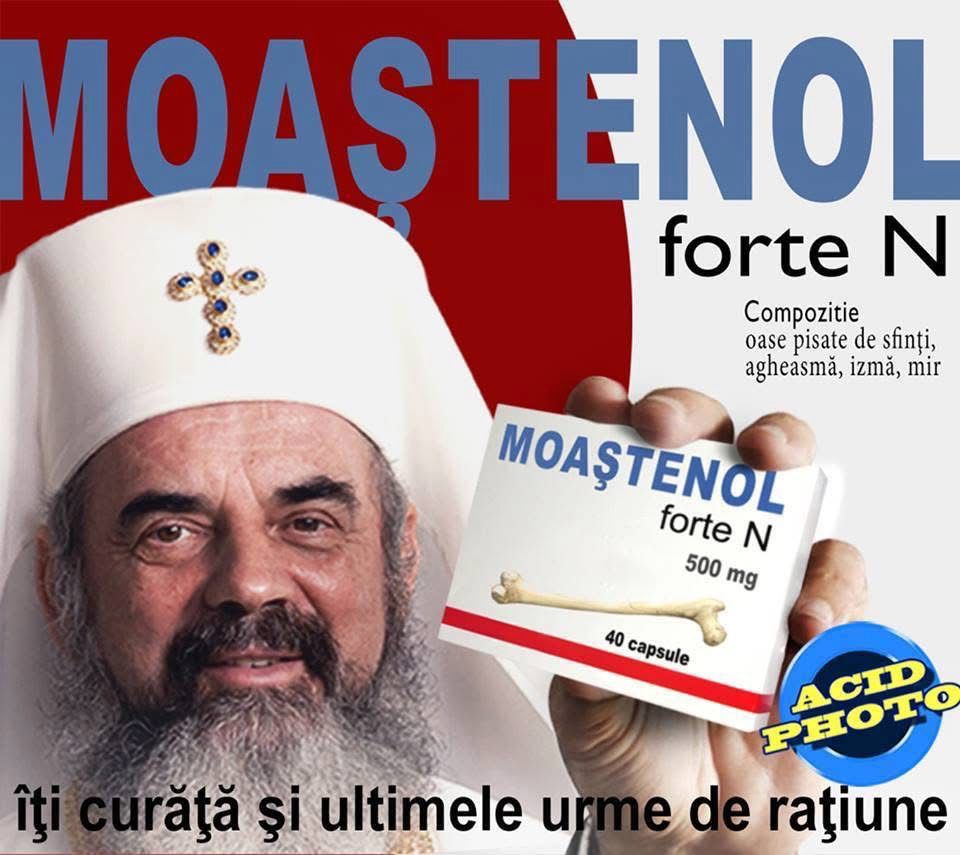 MOAŞTENOL
forte N
Compozitie
oase pisate de sfinți,
agheasmă, izmă, mir
MOAŞTENOL
forte N
500 mg
40 capsule
ACID
PHOTO
îţi curăţă şi ultimele urme de raţiune